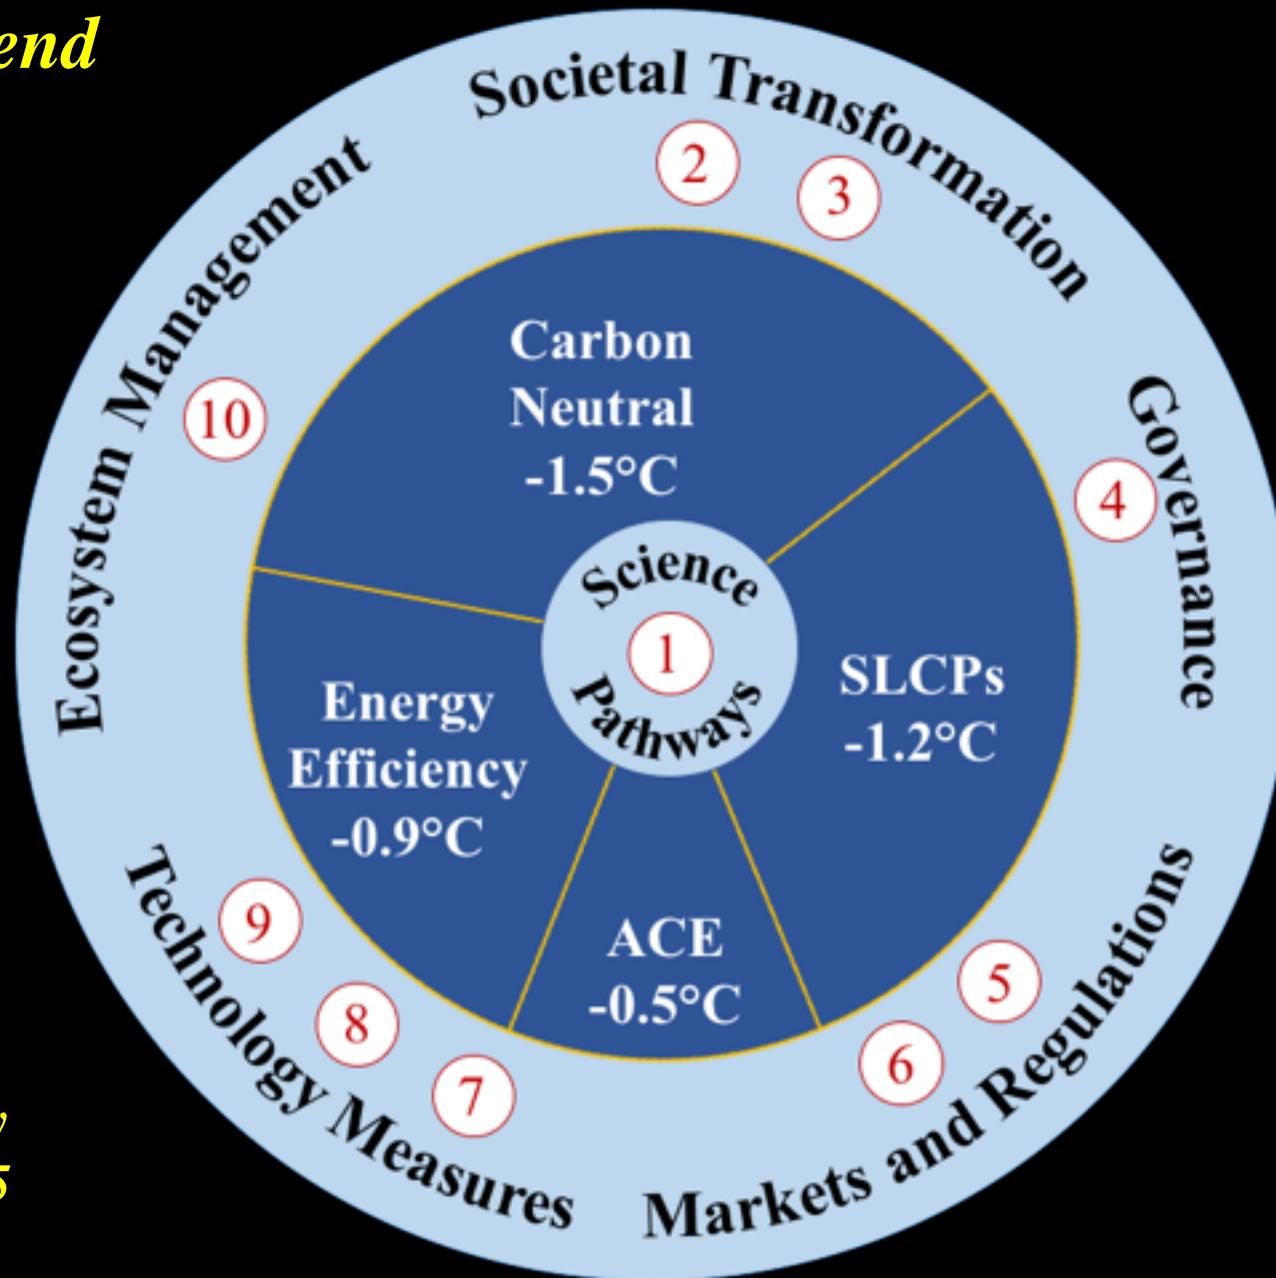 end
Societal Transformation
2
3
Ecosystem Management
10
Governance
4
Carbon
Neutral
-1.5°C
Science
1
Pathways
SLCPs
-1.2°C
Energy
Efficiency
-0.9°C
ACE
-0.5°C
Technology Measures
9
8
7
Markets and Regulations
5
6
y
5